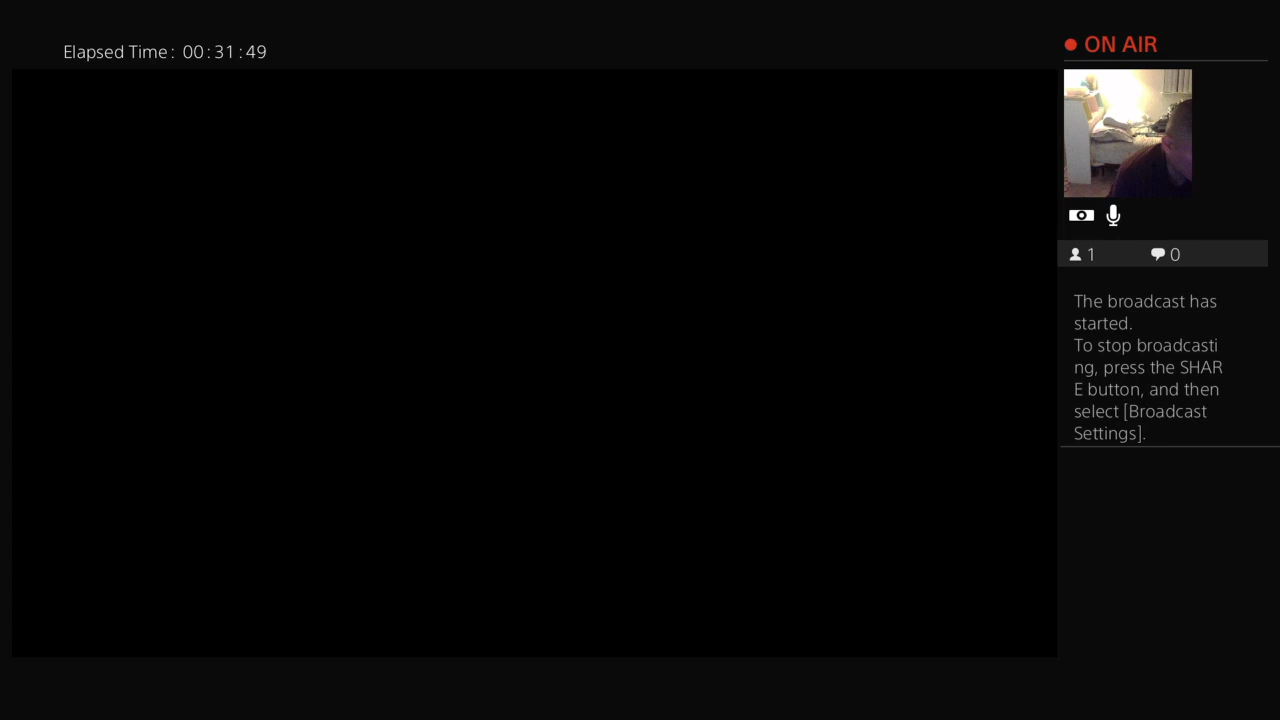 Elapsed Time: 00:31:49
ON AIR
1 0
The broadcast has
started.
To stop broadcasti
ng, press the SHAR
E button, and then
select [Broadcast
Settings].